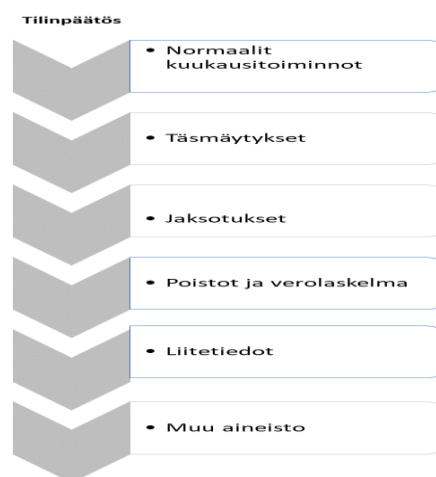 Tilinpäätös
• Normaalit
kuukausitoiminnot
• Täsmäytykset
• Jaksotukset
• Poistot ja verolaskelma
• Liitetiedot
• Muu aineisto